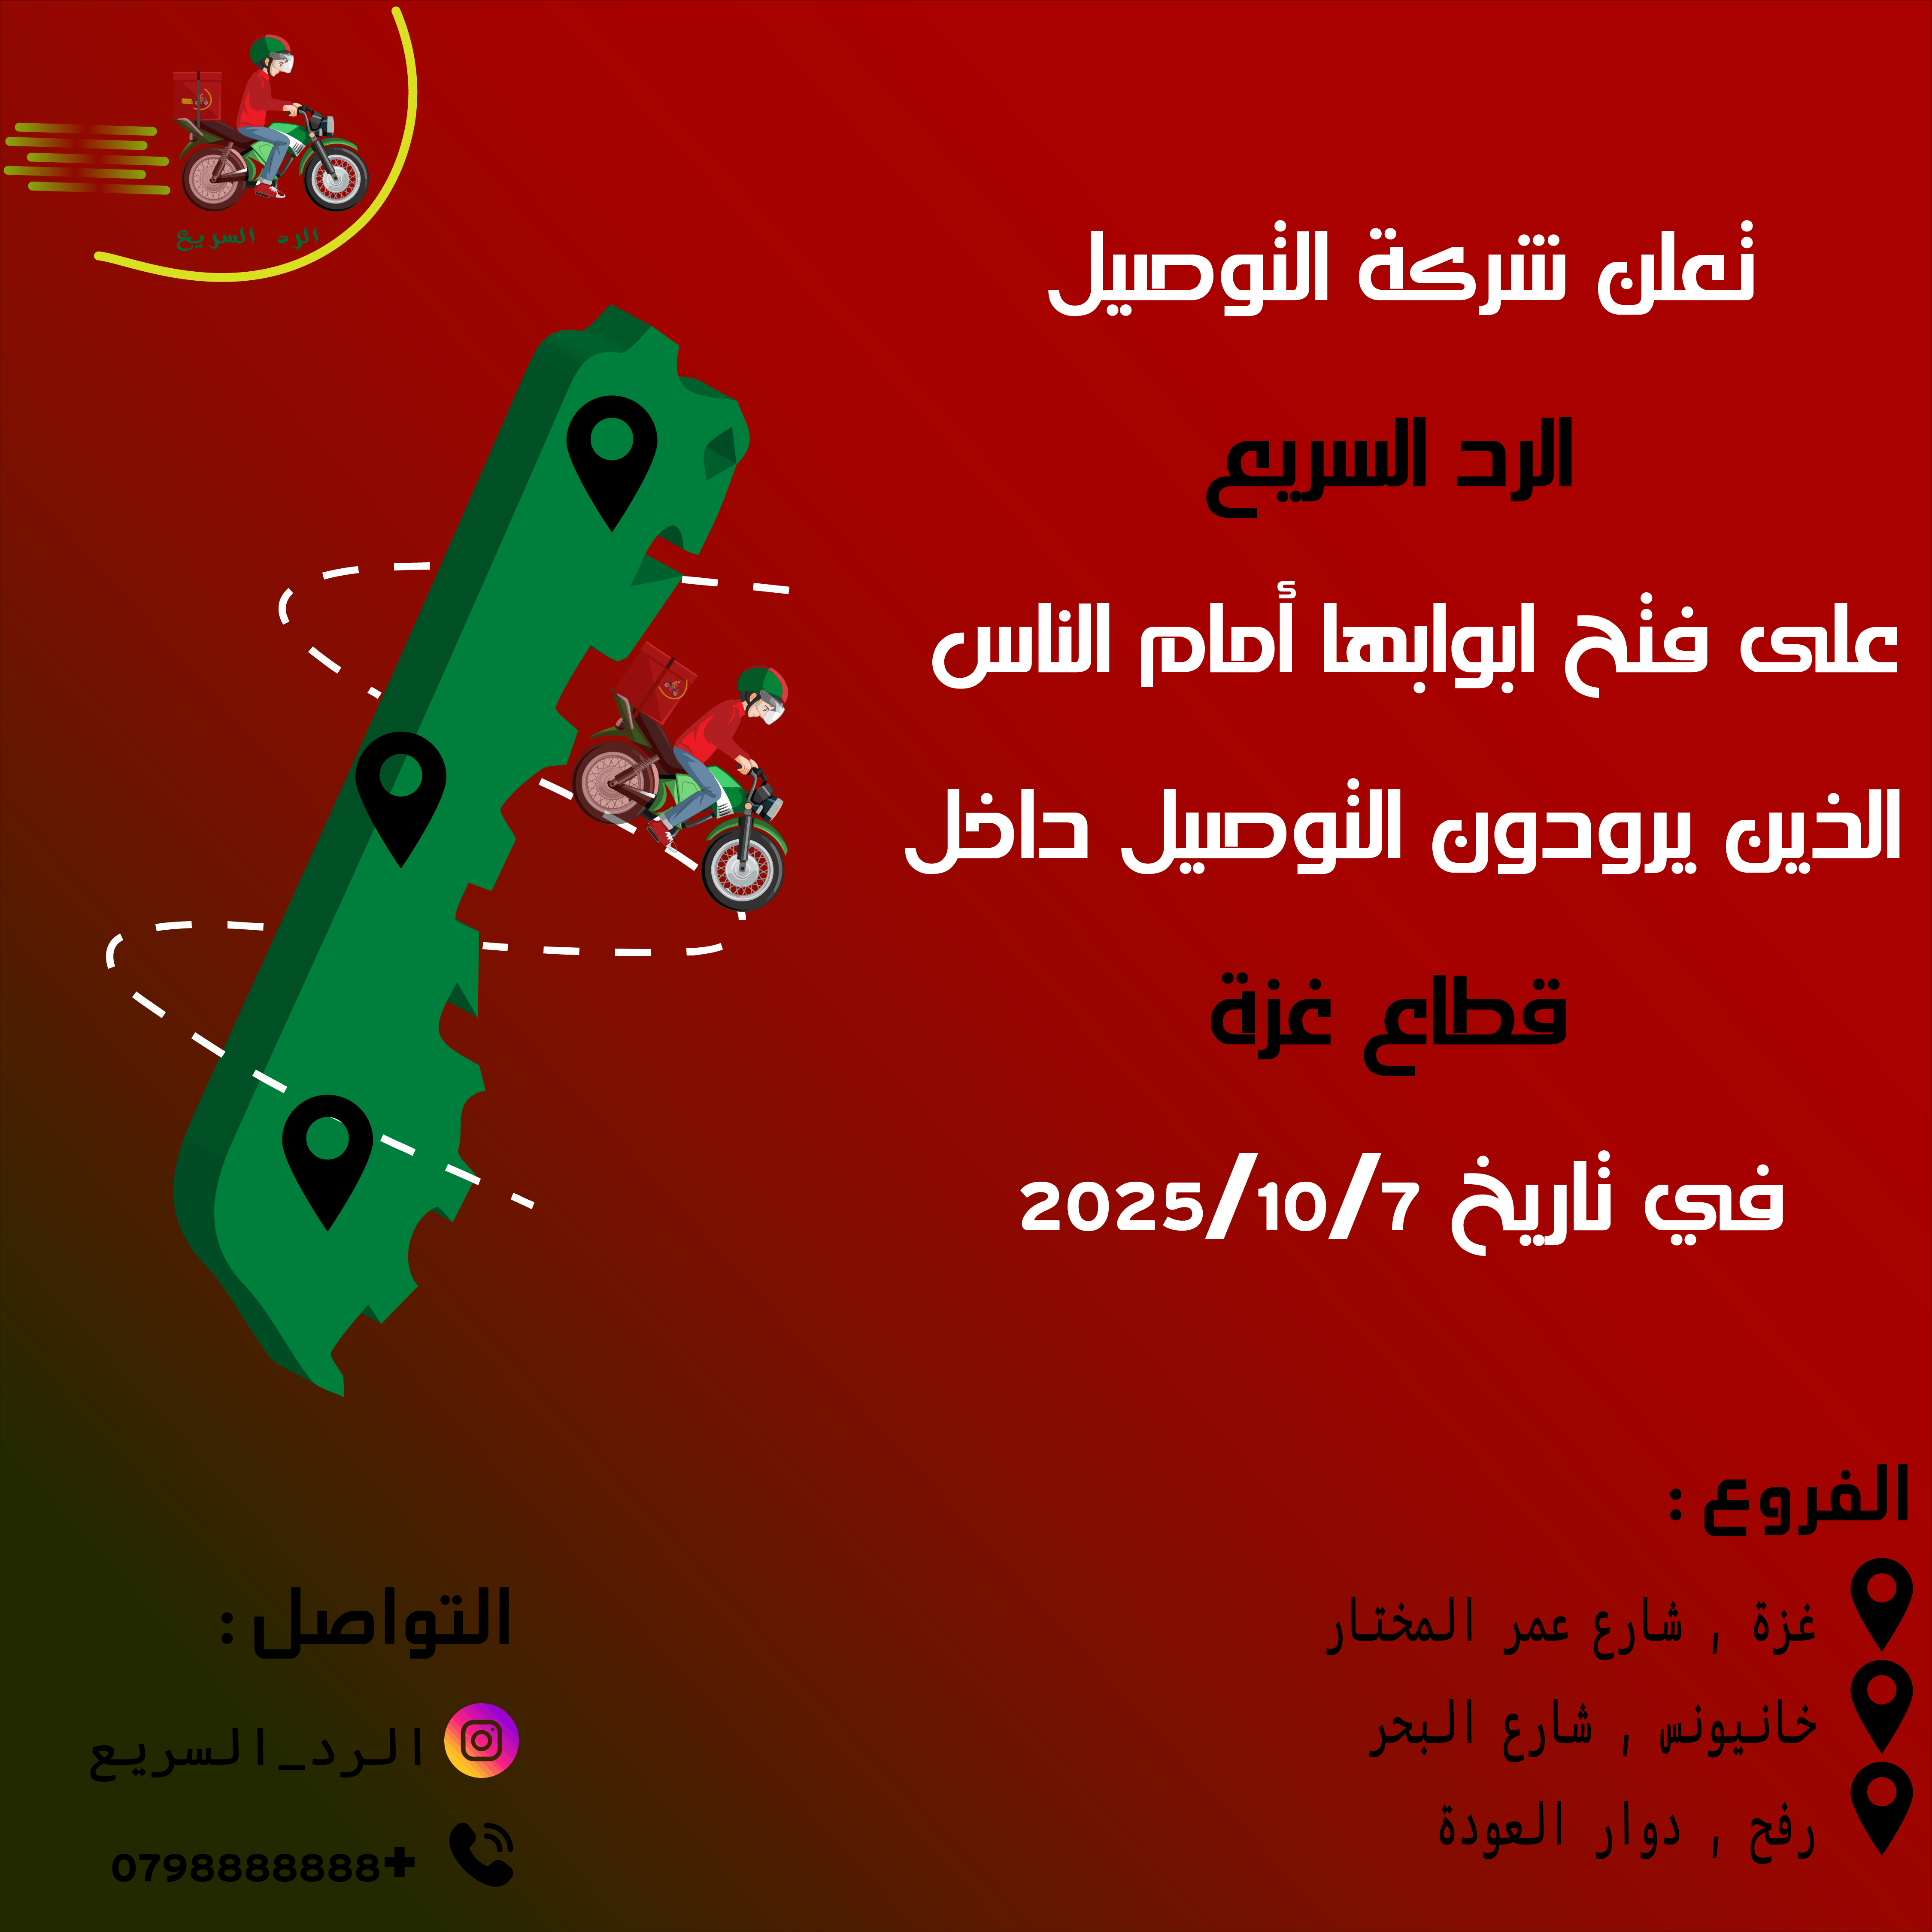 الرد السريع
تعلن شركة التوصيل
الرد السريع
على فتح ابوابها أمام الناس
الذين يرودون التوصيل داخل
قطاع غزة
في تاريخ 2025/10/7
الفروع :
غزة , شارع عمر المختار
خانيونس , شارع البحر
رفح , دوار العودة
التواصل :
الرد_السريع
0798888888+